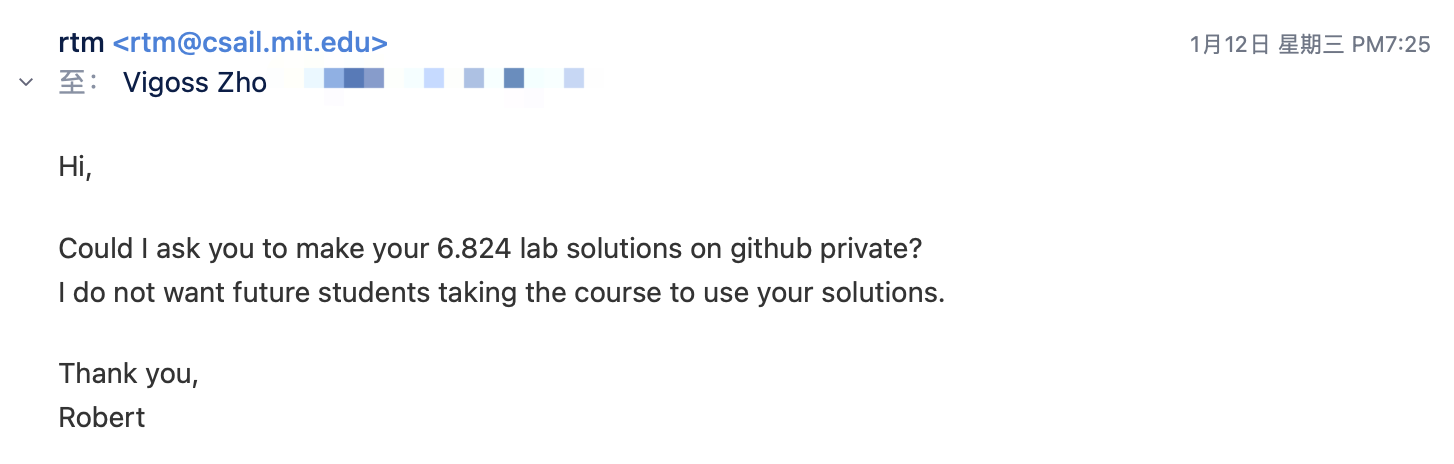 rtm <rtm@csail.mit.edu>
1月12日 星期三 PM7:25
至： Vigoss Zho
Hi,
Could I ask you to make your 6.824 lab solutions on github private?
I do not want future students taking the course to use your solutions.
Thank you,
Robert